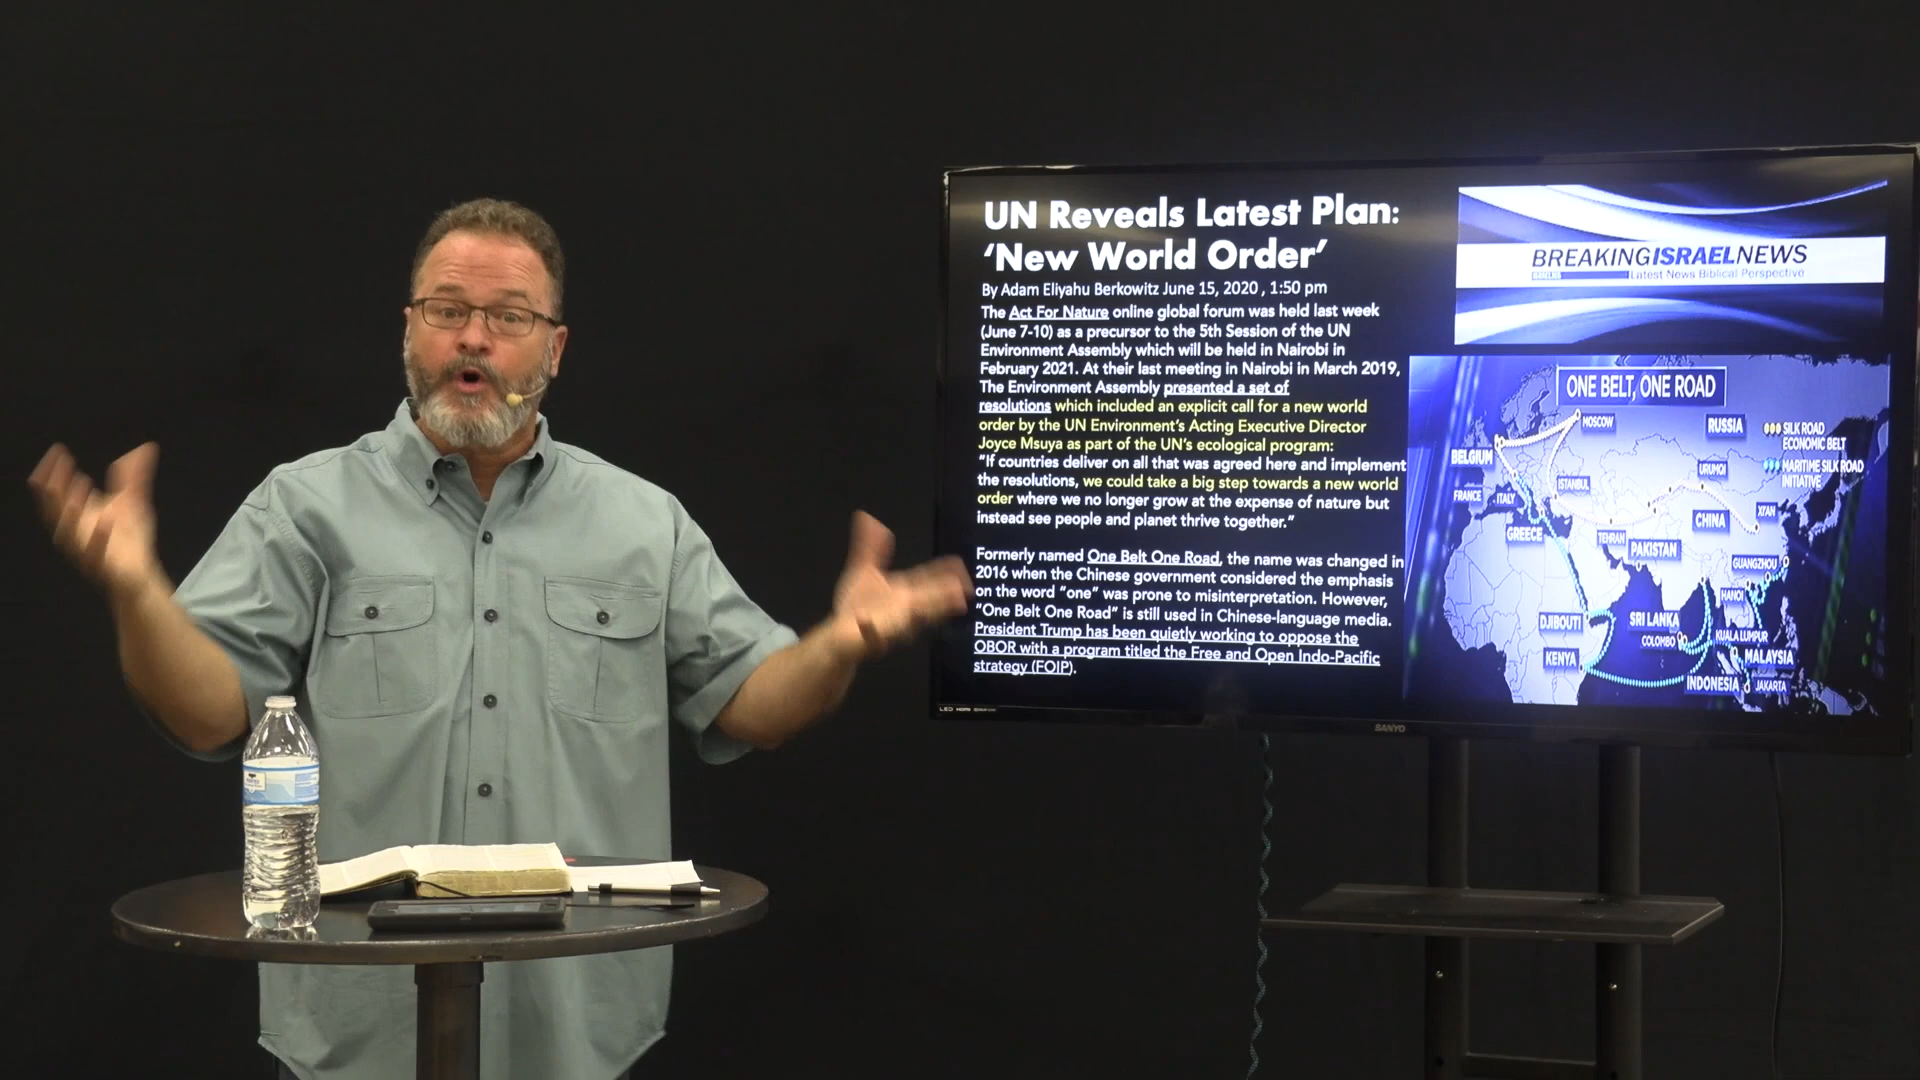 UN Reveals Latest Plan:
‘New World Order’
By Adam Eliyahu Berkowitz June 15, 2020 , 1:50 pm
The Act For Nature online global forum was held last week
(June 7-10) as a precursor to the 5th Session of the UN
Environment Assembly which will be held in Nairobi in
February 2021. At their last meeting in Nairobi in March 2019,
The Environment Assembly presented a set of
resolutions which included an explicit call for a new world
order by the UN Environment’s Acting Executive Director
Joyce Msuya as part of the UN’s ecological program:
“If countries deliver on all that was agreed here and implement
the resolutions, we could take a big step towards a new world
order where we no longer grow at the expense of nature but
instead see people and planet thrive together.”
Formerly named One Belt One Road, the name was changed in
2016 when the Chinese government considered the emphasis
on the word “one” was prone to misinterpretation. However,
“One Belt One Road” is still used in Chinese-language media.
President Trump has been quietly working to oppose the
OBOR with a program titled the Free and Open Indo-Pacific
strategy (FOIP).
BREAKINGISRAELNEWS
Latest News Biblical Perspective
ONE BELT, ONE ROAD
MOSCOW
RUSSIA
SILK ROAD
ECONOMIC BELT
BELGIUM
MARITIME SILK ROAD
INITIATIVE
URUMQI
FRANCE
ITALY
ISTANBUL
XI'AN
CHINA
GREECE
TEHRAN
PAKISTAN
GUANGZHOU
HANOI
DJIBOUTI
SRI LANKA
COLOMBO
KUALA LUMPUR
KENYA
MALAYSIA
INDONESIA
JAKARTA
LED HDMI
SANYO